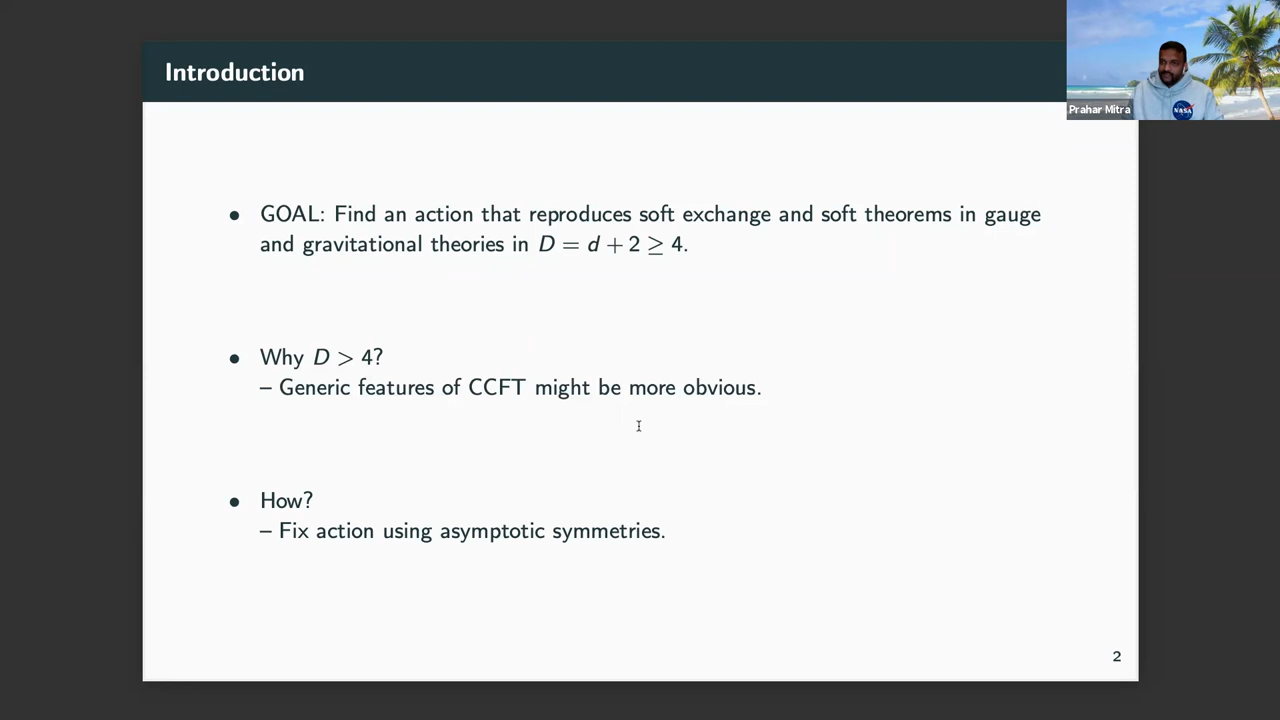 Introduction
Prahar Mitra
NASA
• GOAL: Find an action that reproduces soft exchange and soft theorems in gauge
and gravitational theories in D = d + 2 ≥ 4.
• Why D > 4?
– Generic features of CCFT might be more obvious.
• How?
– Fix action using asymptotic symmetries.
2